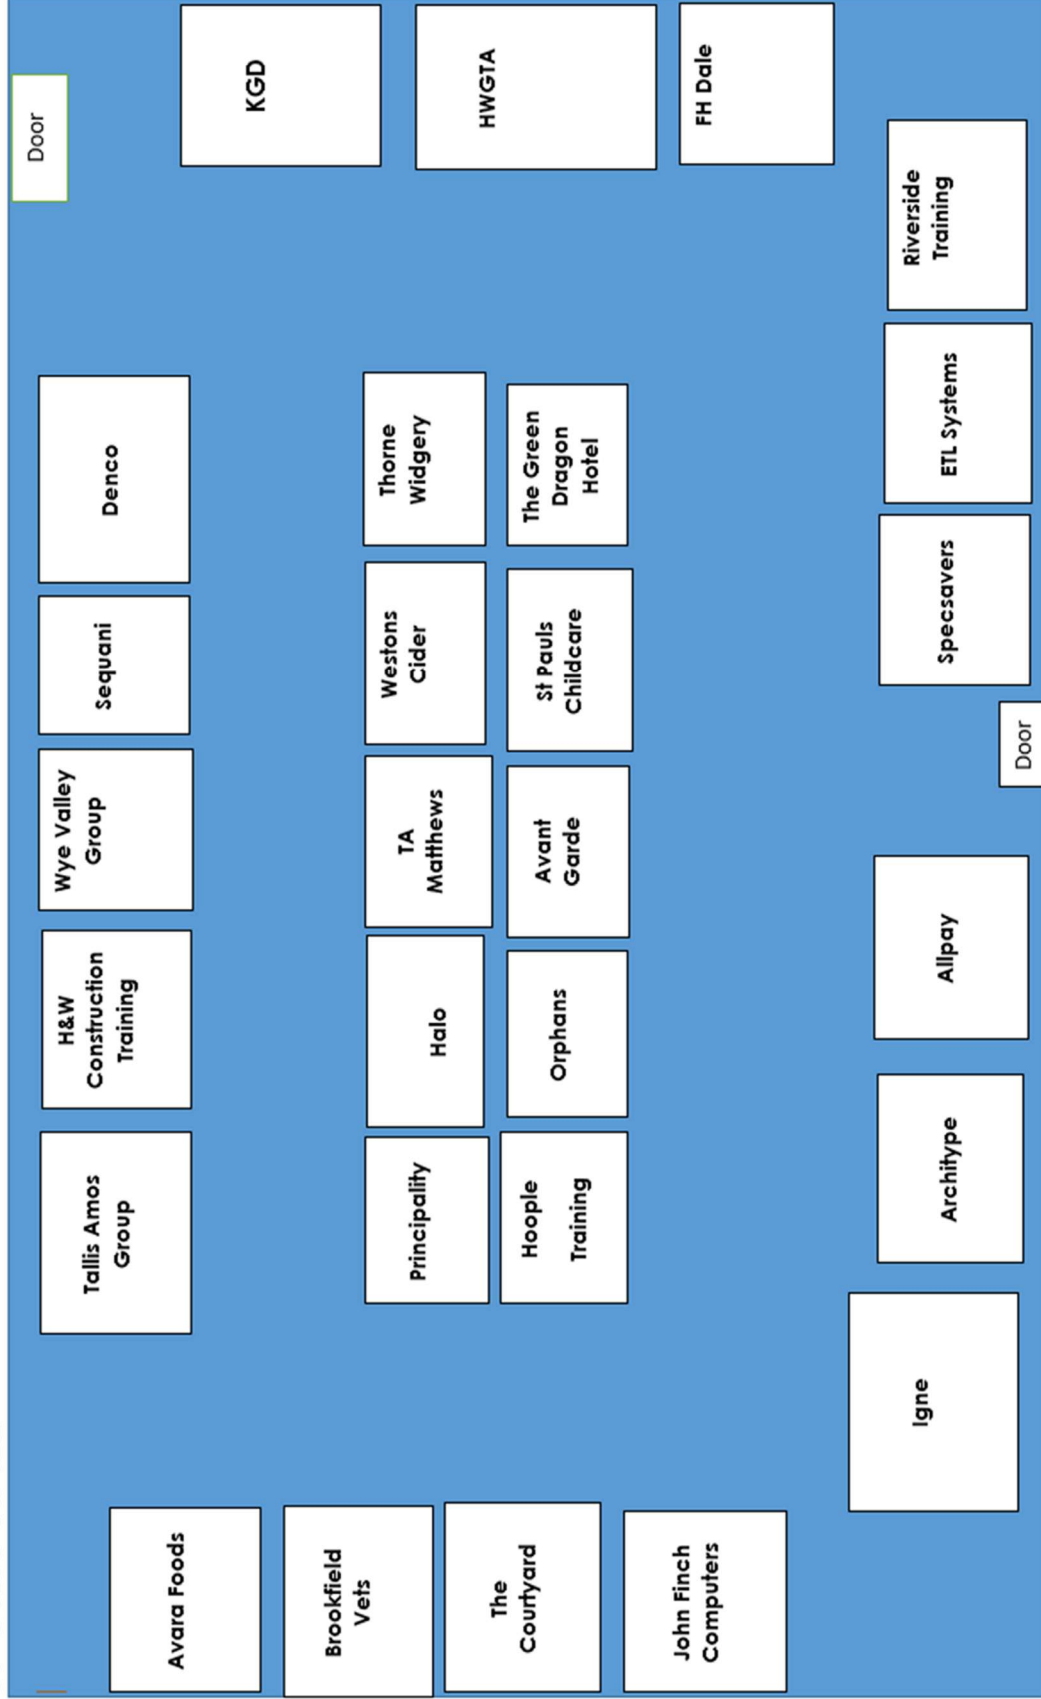 Door
KGD
HWGTA
FH Dale
Riverside
Training
Denco
Thorne
Widgery
The Green
Dragon
Hotel
ETL Systems
Sequani
Westons
Cider
St Pauls
Childcare
Specsavers
Wye Valley
Group
TA
Matthews
Avant
Garde
Door
H&W
Construction
Training
Halo
Orphans
Allpay
Tallis Amos
Group
Principality
Hoople
Training
Architype
Igne
Avara Foods
Brookfield
Vets
The
Courtyard
John Finch
Computers